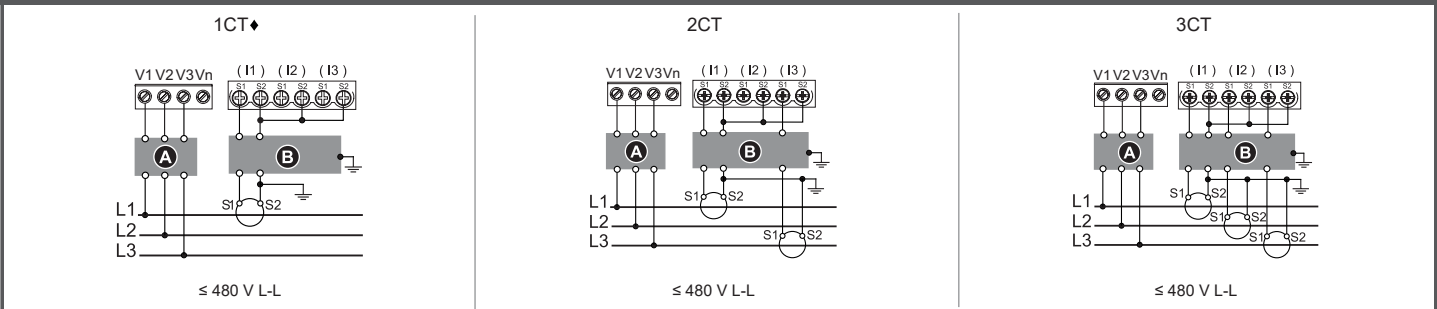 1CT♦
V1 V2 V3 Vn
( I1 ) ( I2 ) ( I3 )
S1 S2 S1 S2 S1 S2
A
B
S1 S2
L1
L2
L3
≤ 480 V L-L
2CT
V1 V2 V3 Vn
( I1 ) ( I2 ) ( I3 )
S1 S2 S1 S2 S1 S2
A
B
S1 S2
L1
L2
S1 S2
L3
≤ 480 V L-L
3CT
V1 V2 V3 Vn
( I1 ) ( I2 ) ( I3 )
S1 S2 S1 S2 S1 S2
A
B
S1 S2
L1
S1 S2
L2
S1 S2
L3
≤ 480 V L-L